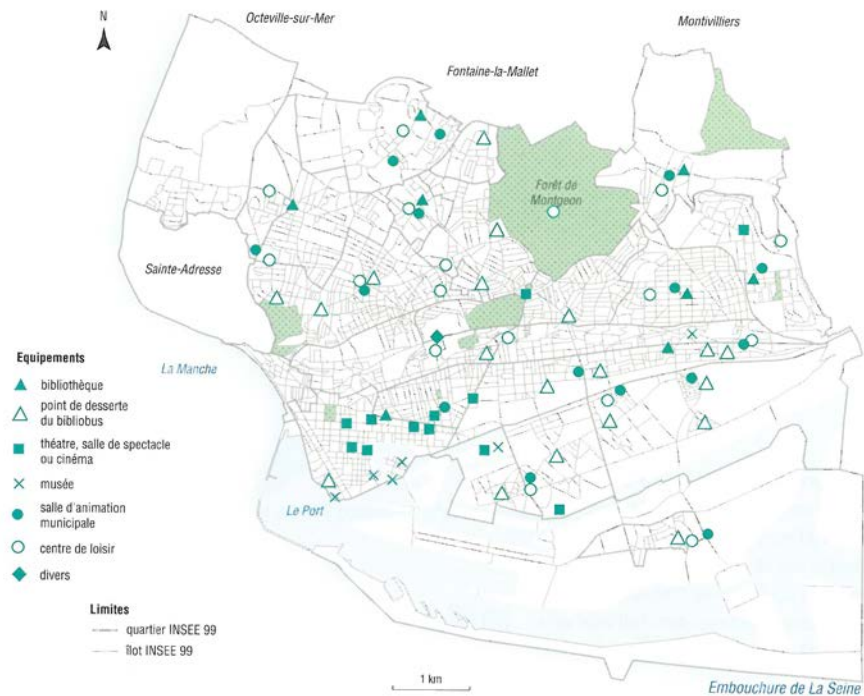 Octeville-sur-Mer
Montivilliers
N
Fontaine-la-Mallet
Forêt de
Montgeon
Sainte-Adresse
La Manche
Le Port
Equipements
bibliothèque
point de desserte
du bibliobus
théatre, salle de spectacle
ou cinéma
musée
salle d'animation
municipale
centre de loisir
divers
Limites
quartier INSEE 99
îlot INSEE 99
1 km
Embouchure de La Seine